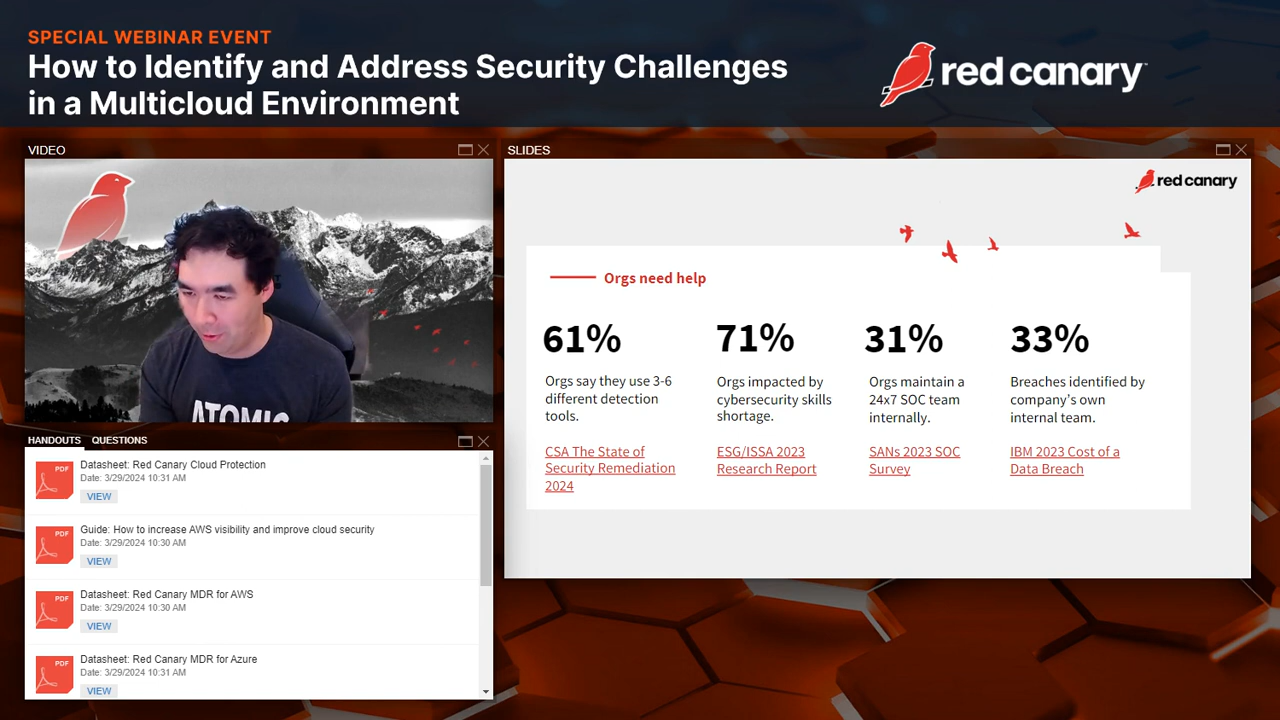 SPECIAL WEBINAR EVENT
How to Identify and Address Security Challenges
in a Multicloud Environment
red canary
VIDEO
ATOMIC
SLIDES
red canary
Orgs need help
61%
Orgs say they use 3-6
different detection
tools.
CSA The State of
Security Remediation
2024
71%
Orgs impacted by
cybersecurity skills
shortage.
ESG/ISSA 2023
Research Report
31%
Orgs maintain a
24x7 SOC team
internally.
SANs 2023 SOC
Survey
33%
Breaches identified by
company's own
internal team.
IBM 2023 Cost of a
Data Breach
HANDOUTS QUESTIONS
PDF
Datasheet: Red Canary Cloud Protection
Date: 3/29/2024 10:31 AM
VIEW
PDF
Guide: How to increase AWS visibility and improve cloud security
Date: 3/29/2024 10:30 AM
VIEW
PDF
Datasheet: Red Canary MDR for AWS
Date: 3/29/2024 10:30 AM
VIEW
PDF
Datasheet: Red Canary MDR for Azure
Date: 3/29/2024 10:31 AM
VIEW